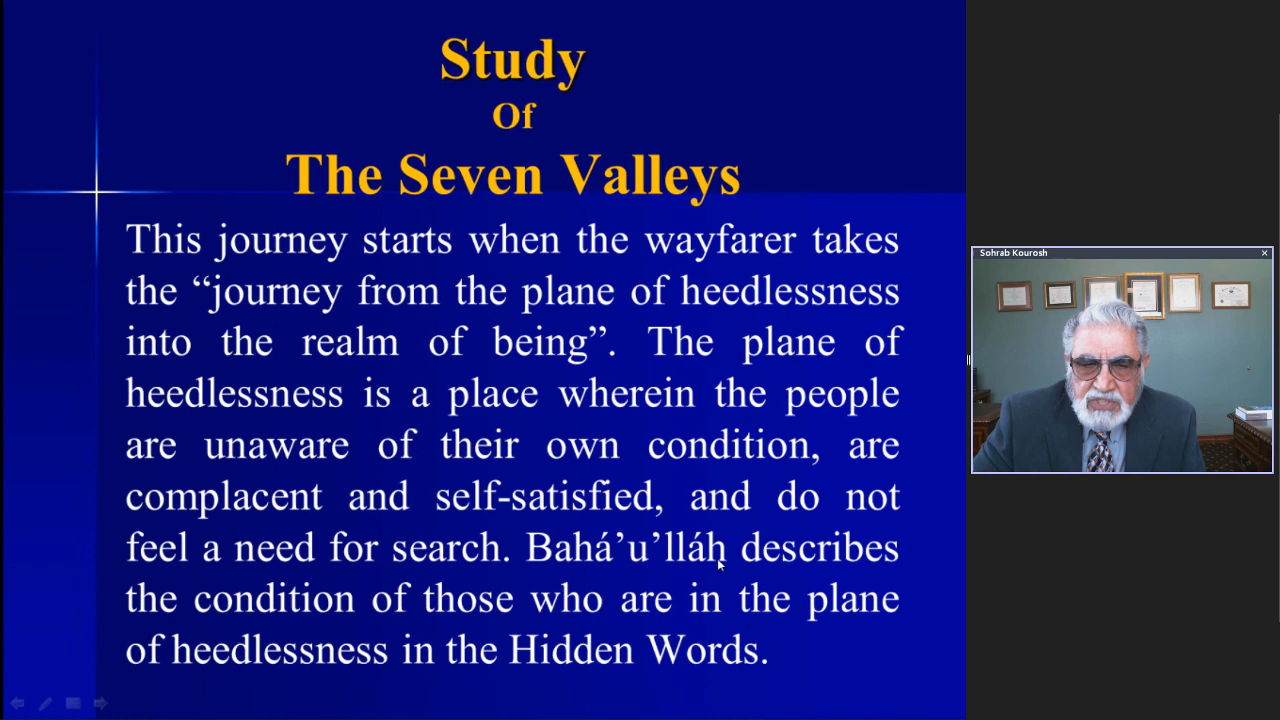 Study
Of
The Seven Valleys
This journey starts when the wayfarer takes
the “journey from the plane of heedlessness
into the realm of being”. The plane of
heedlessness is a place wherein the people
are unaware of their own condition, are
complacent and self-satisfied, and do not
feel a need for search. Bahá’u’lláh describes
the condition of those who are in the plane
of heedlessness in the Hidden Words.
Sohrab Kourosh